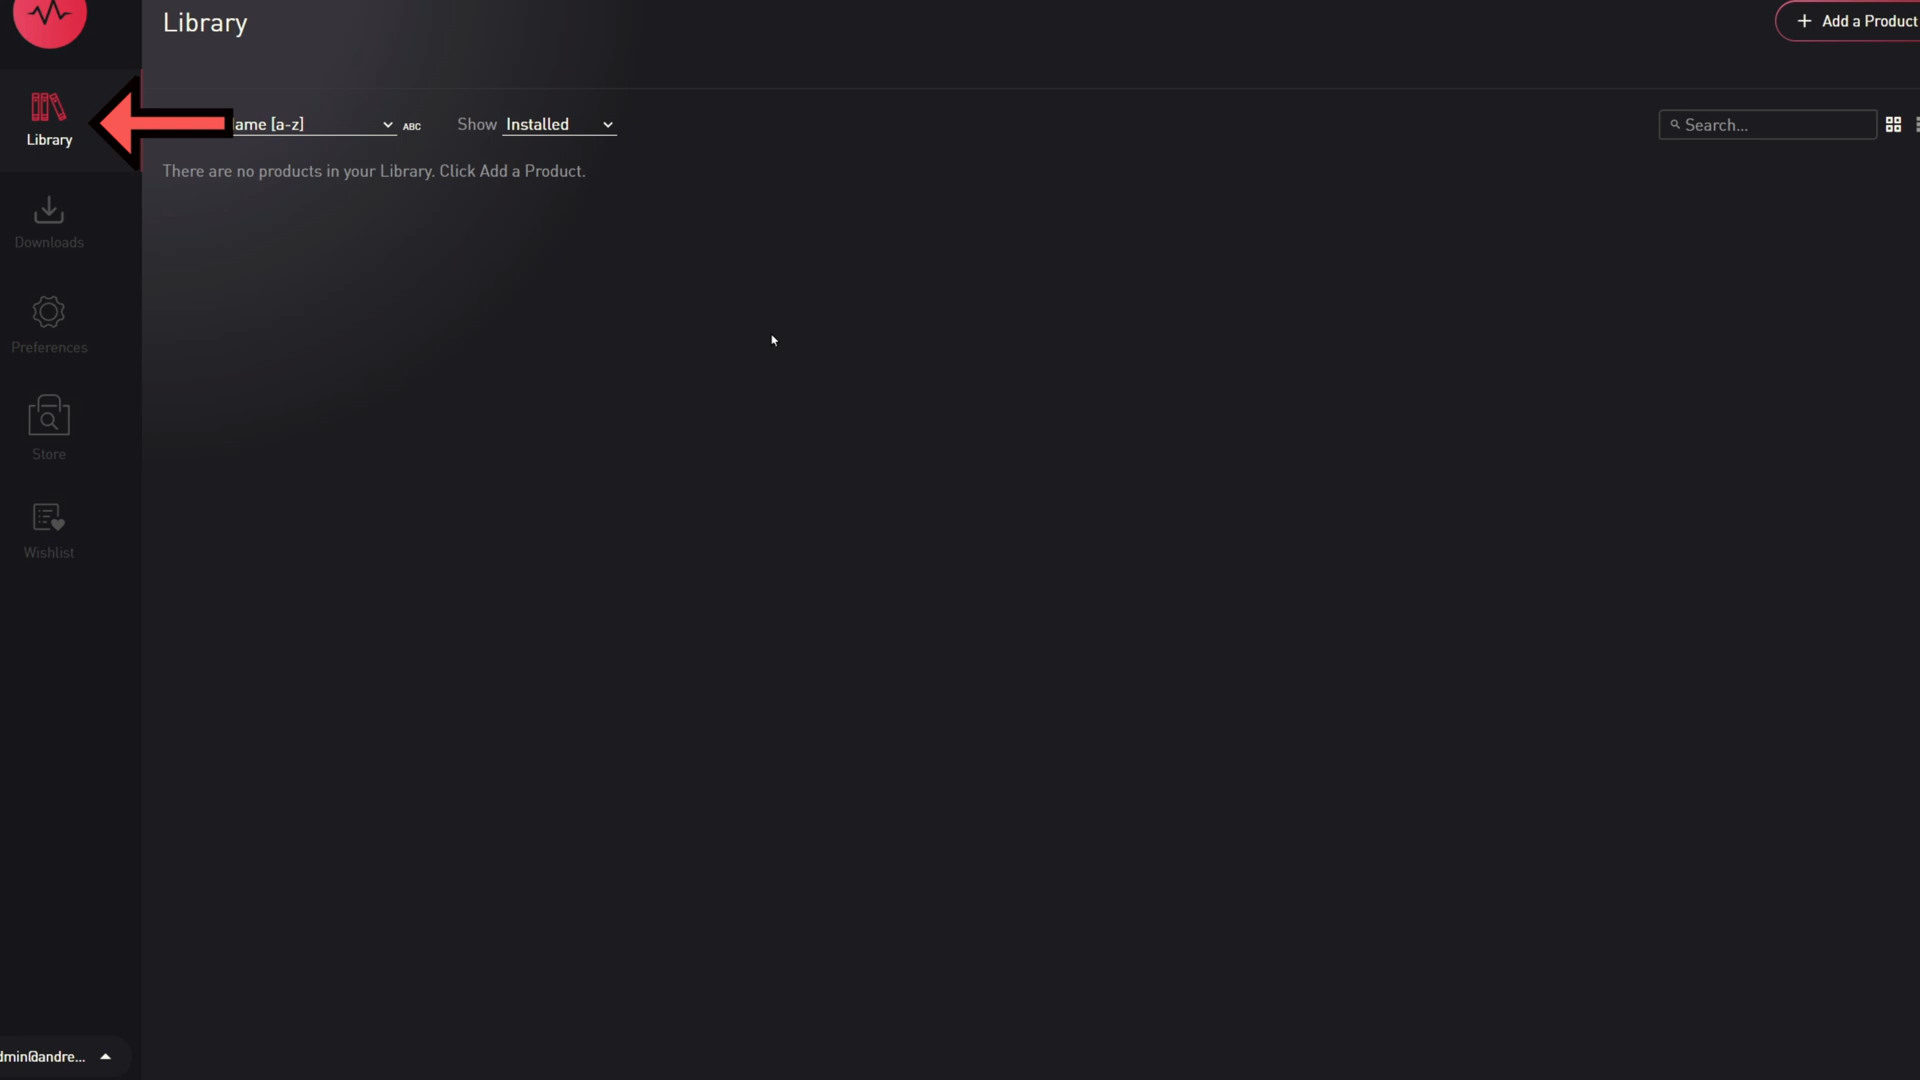 Library
+ Add a Product
Library
ame [a-z]
ABC
Show Installed
Search...
There are no products in your Library. Click Add a Product.
Downloads
Preferences
Store
Wishlist
dmin@andre...